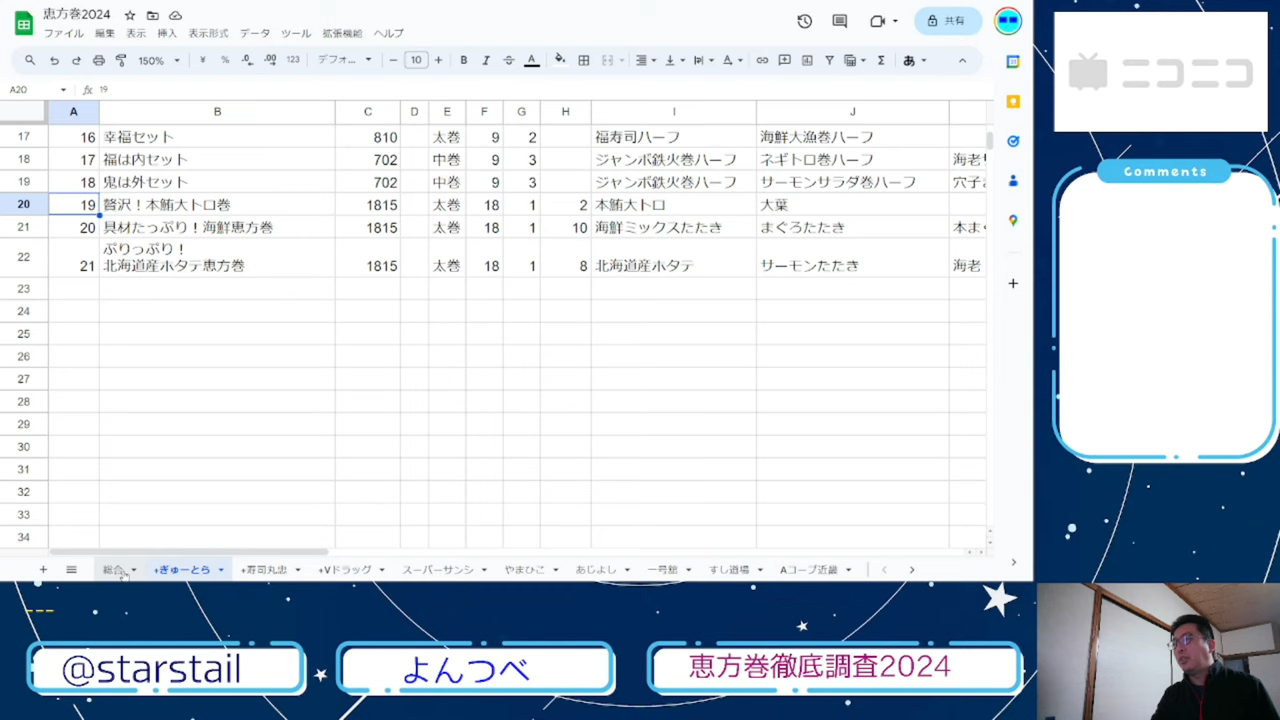 恵方巻2024
ファイル 編集 表示 挿入 表示形式 データ ツール 拡張機能 ヘルプ
共有
150% ¥ % .0 .00 123 デフォ... 10 B I A あ
A20 fx 19
A B C D E F G H I J
17 16 幸福セット 810 太巻 9 2 福寿司ハーフ 海鮮大漁巻ハーフ
18 17 福は内セット 702 中巻 9 3 ジャンボ鉄火巻ハーフ ネギトロ巻ハーフ
19 18 鬼は外セット 702 中巻 9 3 ジャンボ鉄火巻ハーフ サーモンサラダ巻ハーフ
20 19 贅沢！本鮪大トロ巻 1815 太巻 18 1 2 本鮪大トロ 大葉
21 20 具材たっぷり！海鮮恵方巻 1815 太巻 18 1 10 海鮮ミックスたたき まぐろたたき
ぷりっぷり！
22 21 北海道産ホタテ恵方巻 1815 太巻 18 1 8 北海道産ホタテ サーモンたたき 海老
23
24
25
26
27
28
29
30
31
32
33
34
総合 +ぎゅーとら +寿司丸忠 +Vドラッグ スーパーサンシ やまひこ あじよし 一号舘 すし道場 Aコープ近畿
ニコニコ
Comments
@starstail
よんつべ
恵方巻徹底調査2024